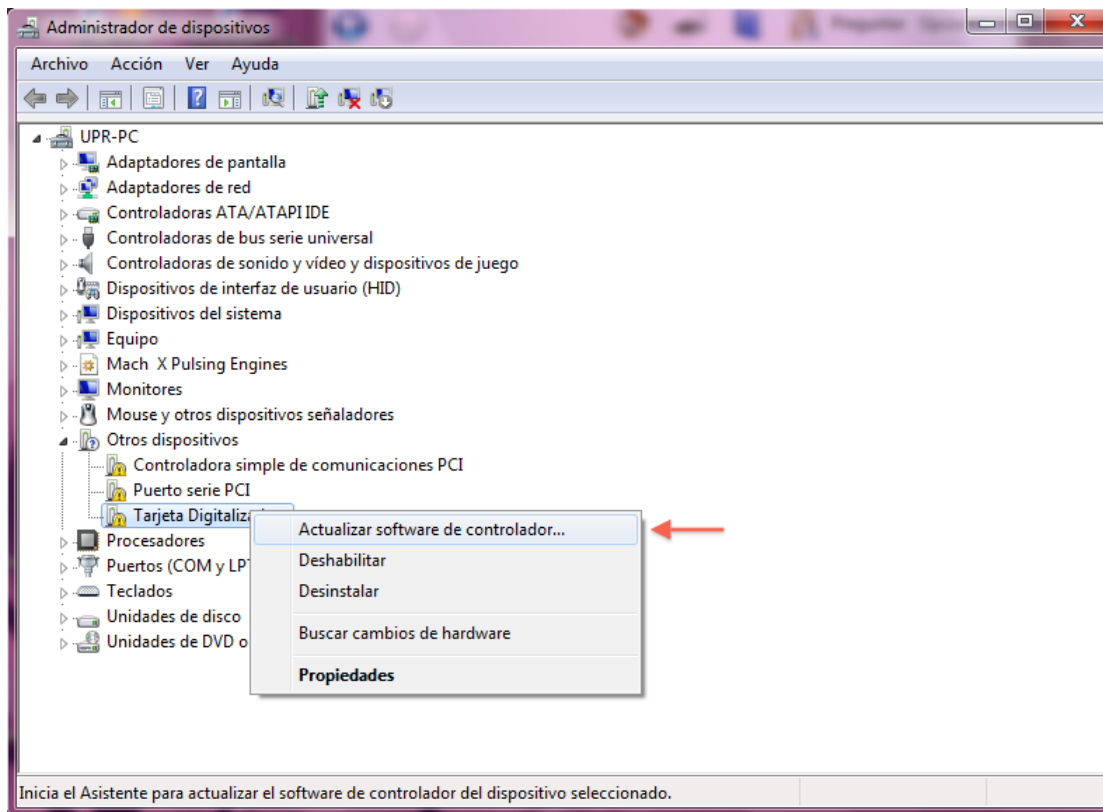 Administrador de dispositivos
Archivo Acción Ver Ayuda
UPR-PC
Adaptadores de pantalla
Adaptadores de red
Controladoras ATA/ATAPI IDE
Controladoras de bus serie universal
Controladoras de sonido y vídeo y dispositivos de juego
Dispositivos de interfaz de usuario (HID)
Dispositivos del sistema
Equipo
Mach X Pulsing Engines
Monitores
Mouse y otros dispositivos señaladores
Otros dispositivos
Controladora simple de comunicaciones PCI
Puerto serie PCI
Tarjeta
Actualizar software de controlador...
Procesadores
Puertos (COM y
Deshabilitar
Teclados
Desinstalar
Unidades de disco
Unidades de DVD o
Buscar cambios de hardware
Propiedades
Inicia el Asistente para actualizar el software de controlador del dispositivo seleccionado.